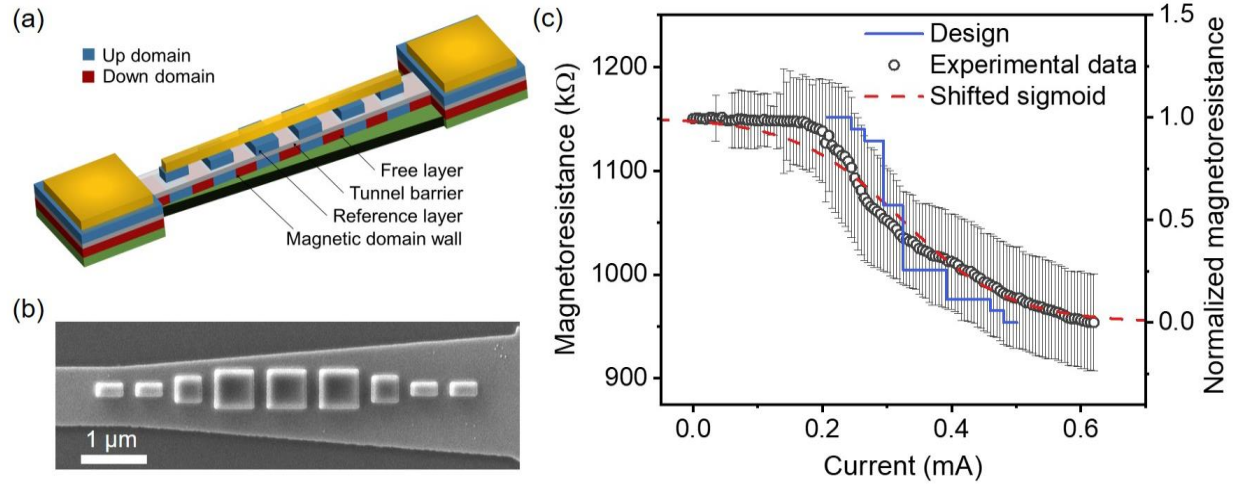 (a)
Up domain
Down domain
Free layer
Tunnel barrier
Reference layer
Magnetic domain wall
(b)
1 µm
(c)
Design
Experimental data
Shifted sigmoid
Magnetoresistance (kΩ)
1200
1100
1000
900
0.0 0.2 0.4 0.6
Current (mA)
1.5
1.0
0.5
0.0
Normalized magnetoresistance